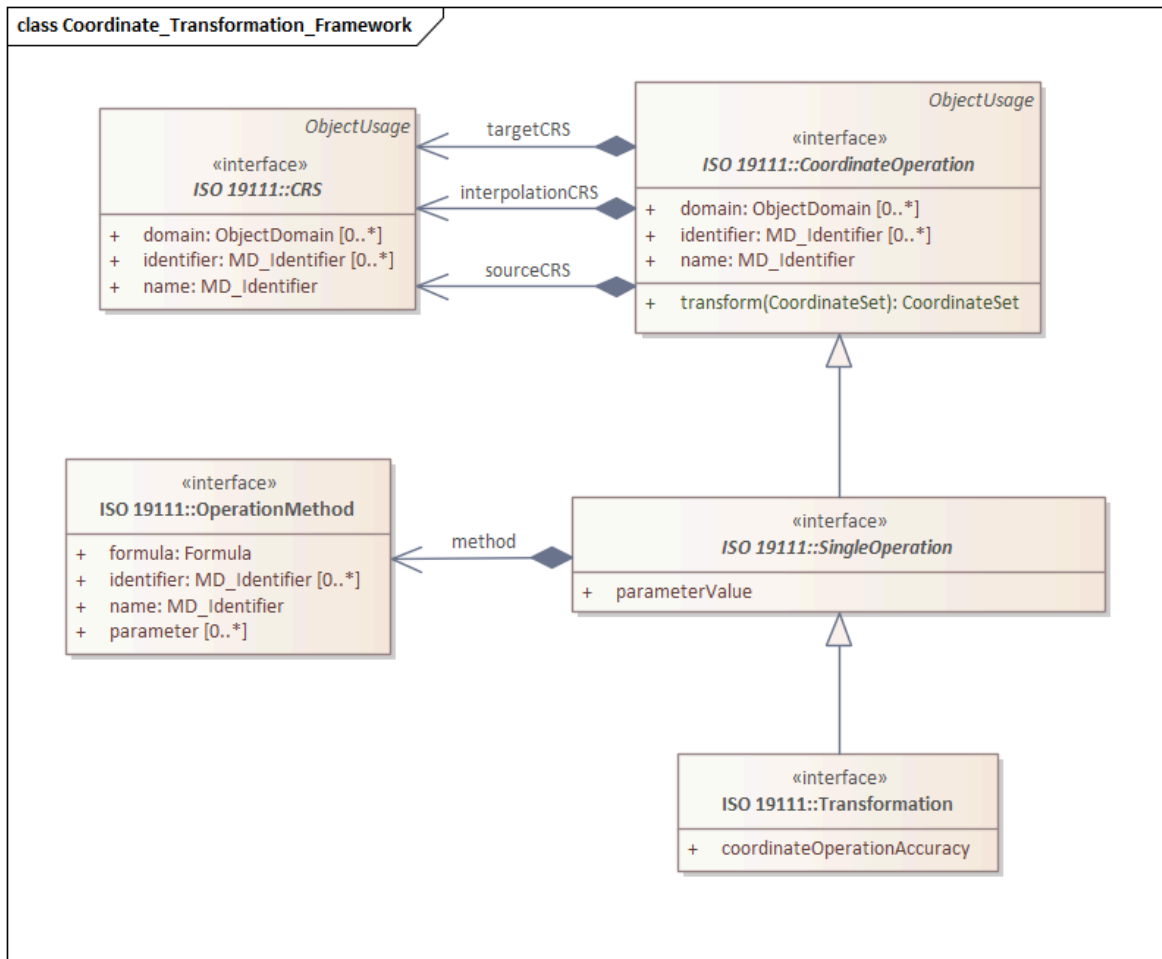 class Coordinate_Transformation_Framework
ObjectUsage
«interface»
ISO 19111::CRS
+ domain: ObjectDomain [0..*]
+ identifier: MD_Identifier [0..*]
+ name: MD_Identifier
targetCRS
interpolationCRS
sourceCRS
ObjectUsage
«interface»
ISO 19111::CoordinateOperation
+ domain: ObjectDomain [0..*]
+ identifier: MD_Identifier [0..*]
+ name: MD_Identifier
+ transform(CoordinateSet): CoordinateSet
«interface»
ISO 19111::OperationMethod
+ formula: Formula
+ identifier: MD_Identifier [0..*]
+ name: MD_Identifier
+ parameter [0..*]
method
«interface»
ISO 19111::SingleOperation
+ parameterValue
«interface»
ISO 19111::Transformation
+ coordinateOperationAccuracy